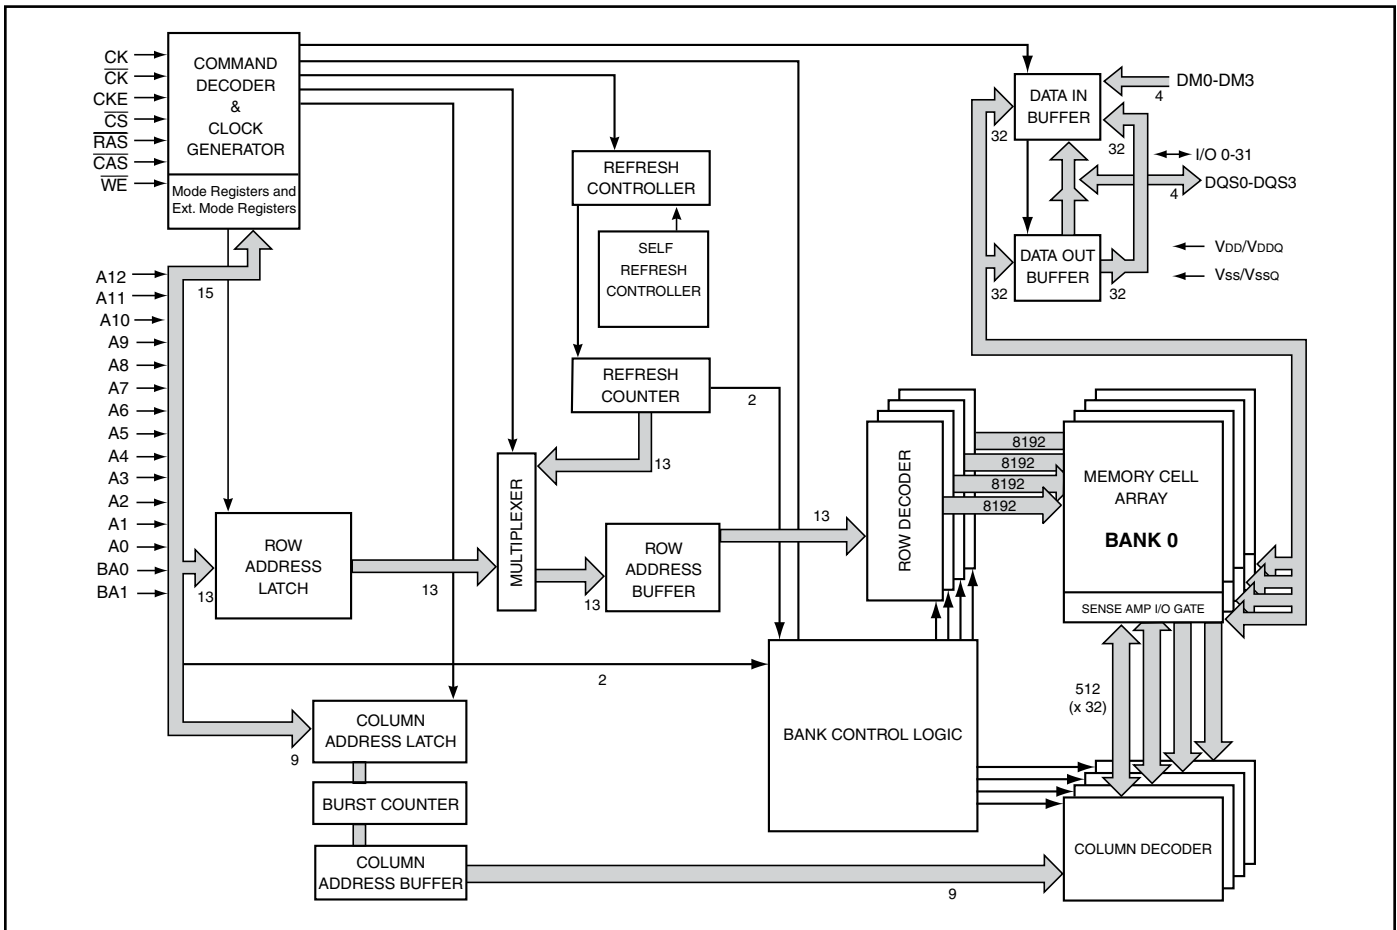 CK
CK
CKE
CS
RAS
CAS
WE
COMMAND
DECODER
&
CLOCK
GENERATOR
Mode Registers and
Ext. Mode Registers
A12
A11
A10
A9
A8
A7
A6
A5
A4
A3
A2
A1
A0
BA0
BA1
15
13
ROW
ADDRESS
LATCH
13
MULTIPLEXER
13
REFRESH
CONTROLLER
SELF
REFRESH
CONTROLLER
REFRESH
COUNTER
2
13
ROW
ADDRESS
BUFFER
13
ROW DECODER
8192
8192
8192
8192
MEMORY CELL
ARRAY
BANK 0
SENSE AMP I/O GATE
DATA IN
BUFFER
DM0-DM3
4
32
32
I/O 0-31
DQS0-DQS3
4
DATA OUT
BUFFER
32
32
VDD/VDDQ
Vss/VssQ
2
BANK CONTROL LOGIC
512
(x 32)
COLUMN DECODER
9
COLUMN
ADDRESS LATCH
BURST COUNTER
COLUMN
ADDRESS BUFFER
9